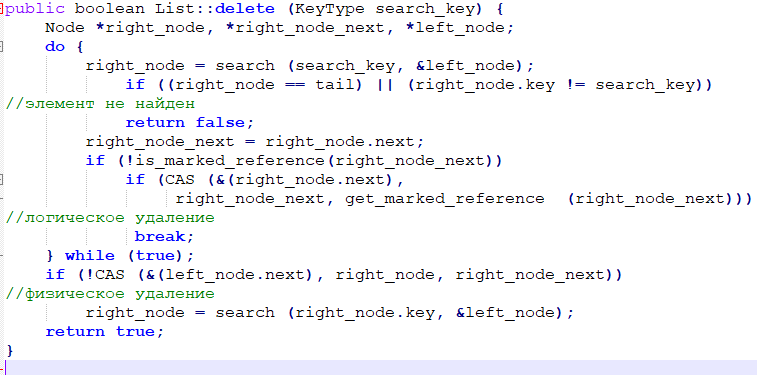 public boolean List::delete (KeyType search_key) {
    Node *right_node, *right_node_next, *left_node;
    do {
        right_node = search (search_key, &left_node);
            if ((right_node == tail) || (right_node.key != search_key))
//элемент не найден
            return false;
        right_node_next = right_node.next;
        if (!is_marked_reference(right_node_next))
            if (CAS (&(right_node.next),
                 right_node_next, get_marked_reference  (right_node_next)))
//логическое удаление
             break;
    } while (true);
    if (!CAS (&(left_node.next), right_node, right_node_next))
//физическое удаление
        right_node = search (right_node.key, &left_node);
    return true;
}